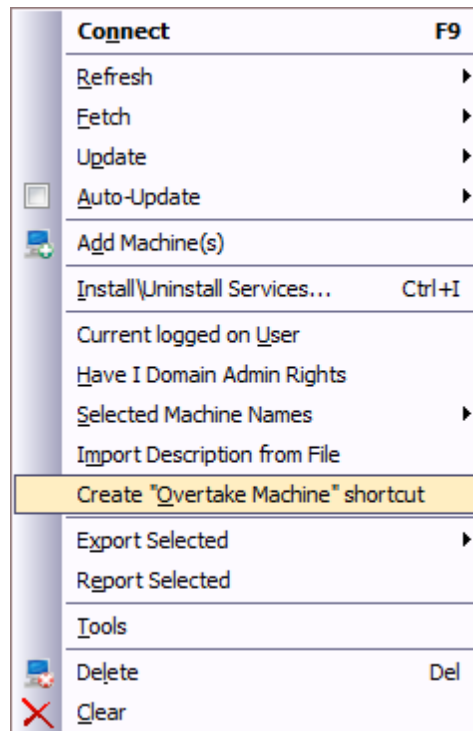 Connect F9
Refresh
Fetch
Update
Auto-Update
Add Machine(s)
Install\Uninstall Services... Ctrl+I
Current logged on User
Have I Domain Admin Rights
Selected Machine Names
Import Description from File
Create "Overtake Machine" shortcut
Export Selected
Report Selected
Tools
Delete Del
Clear